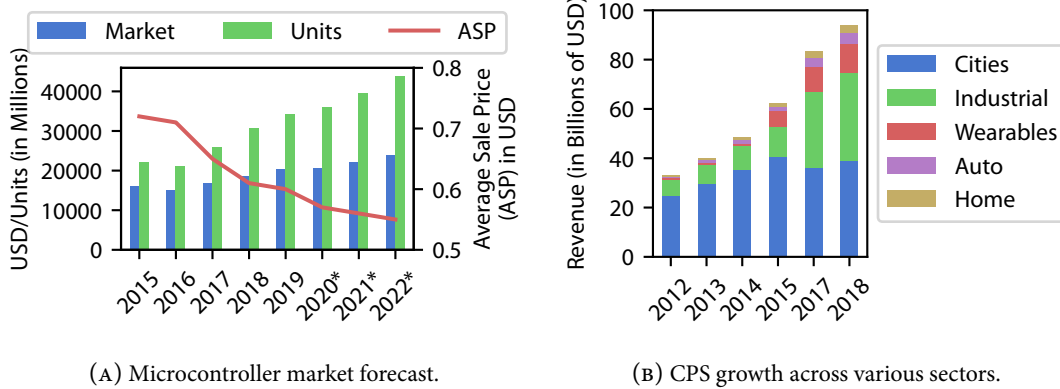 Market Units ASP
USD/Units (in Millions)
40000
30000
20000
10000
0
0.8
0.7
0.6
0.5
Average Sale Price
(ASP) in USD
2015 2016 2017 2018 2019 2020* 2021* 2022*
(A) Microcontroller market forecast.
Revenue (in Billions of USD)
100
80
60
40
20
0
2012 2013 2014 2015 2017 2018
Cities
Industrial
Wearables
Auto
Home
(B) CPS growth across various sectors.